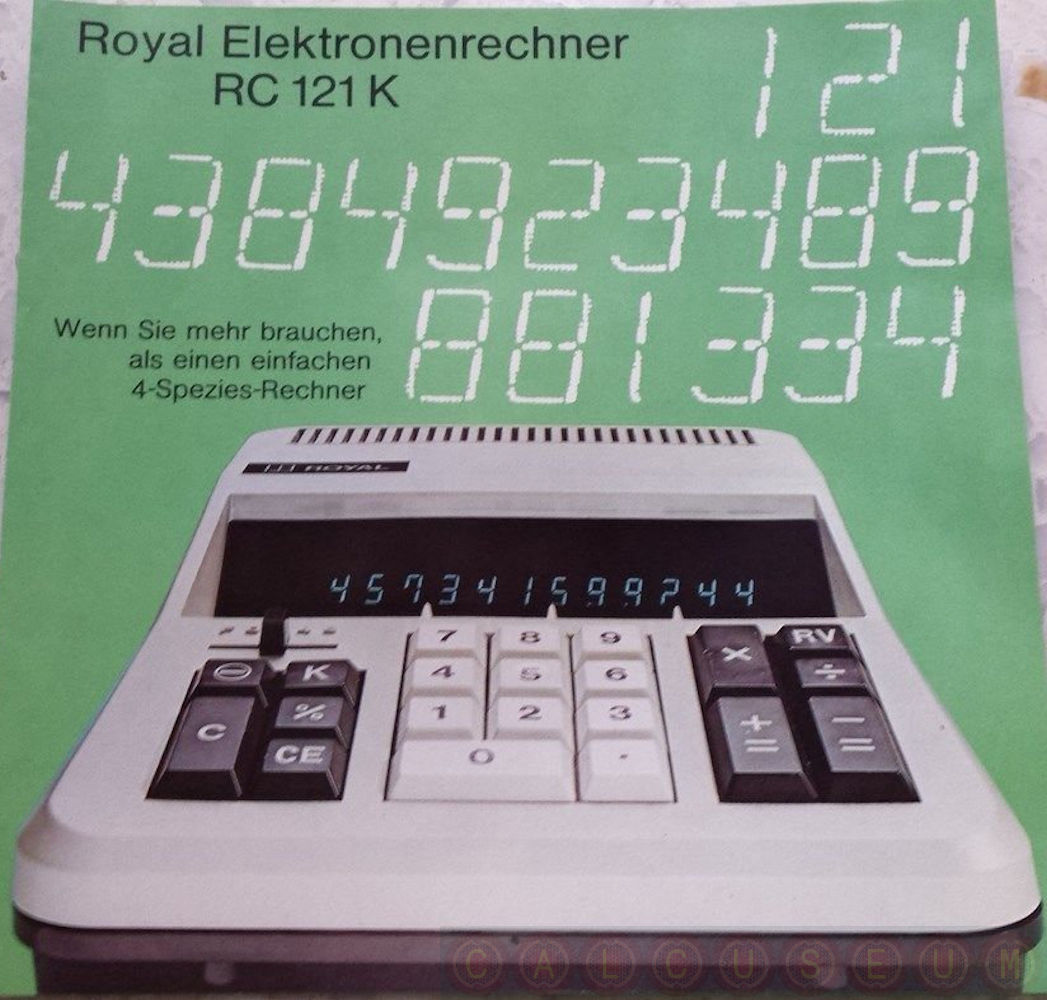 Royal Elektronenrechner
RC 121 K
121
4384923489
881334
Wenn Sie mehr brauchen,
als einen einfachen
4-Spezies-Rechner
ROYAL
457341599244
7 8 9 × RV
⊖ K 4 5 6 ÷
C % 1 2 3 + = − =
CE 0 .
CALCUSEUM